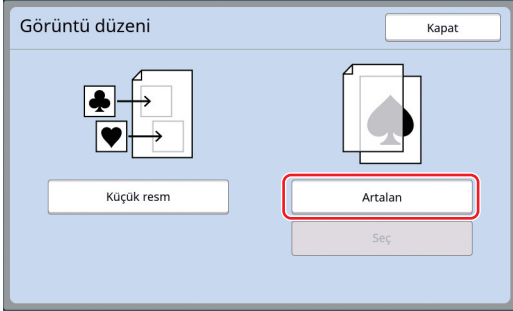 Görüntü düzeni
Kapat
Küçük resm
Artalan
Seç